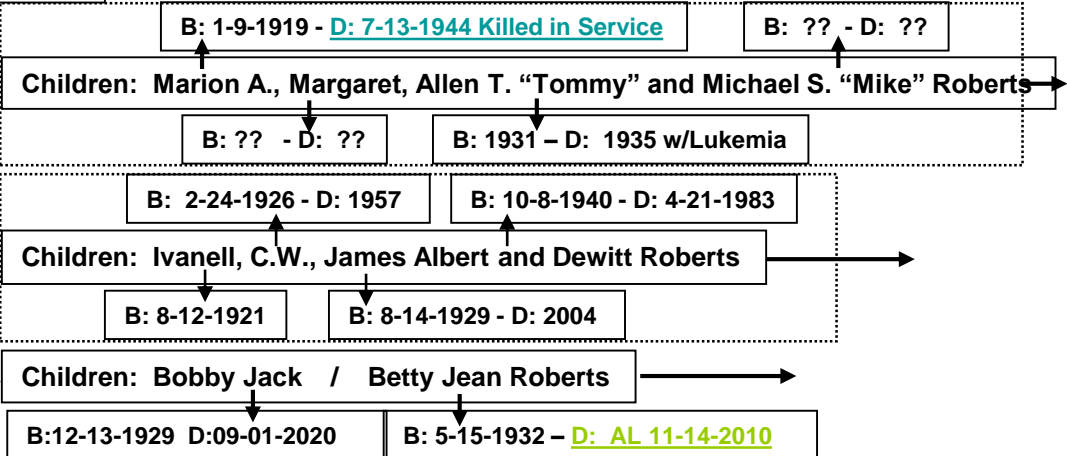 B: 1-9-1919 - D: 7-13-1944 Killed in Service
B: ?? - D: ??
Children: Marion A., Margaret, Allen T. “Tommy” and Michael S. “Mike” Roberts
B: ?? - D: ??
B: 1931 – D: 1935 w/Lukemia
B: 2-24-1926 - D: 1957
B: 10-8-1940 - D: 4-21-1983
Children: Ivanell, C.W., James Albert and Dewitt Roberts
B: 8-12-1921
B: 8-14-1929 - D: 2004
Children: Bobby Jack / Betty Jean Roberts
B:12-13-1929 D:09-01-2020
B: 5-15-1932 – D: AL 11-14-2010